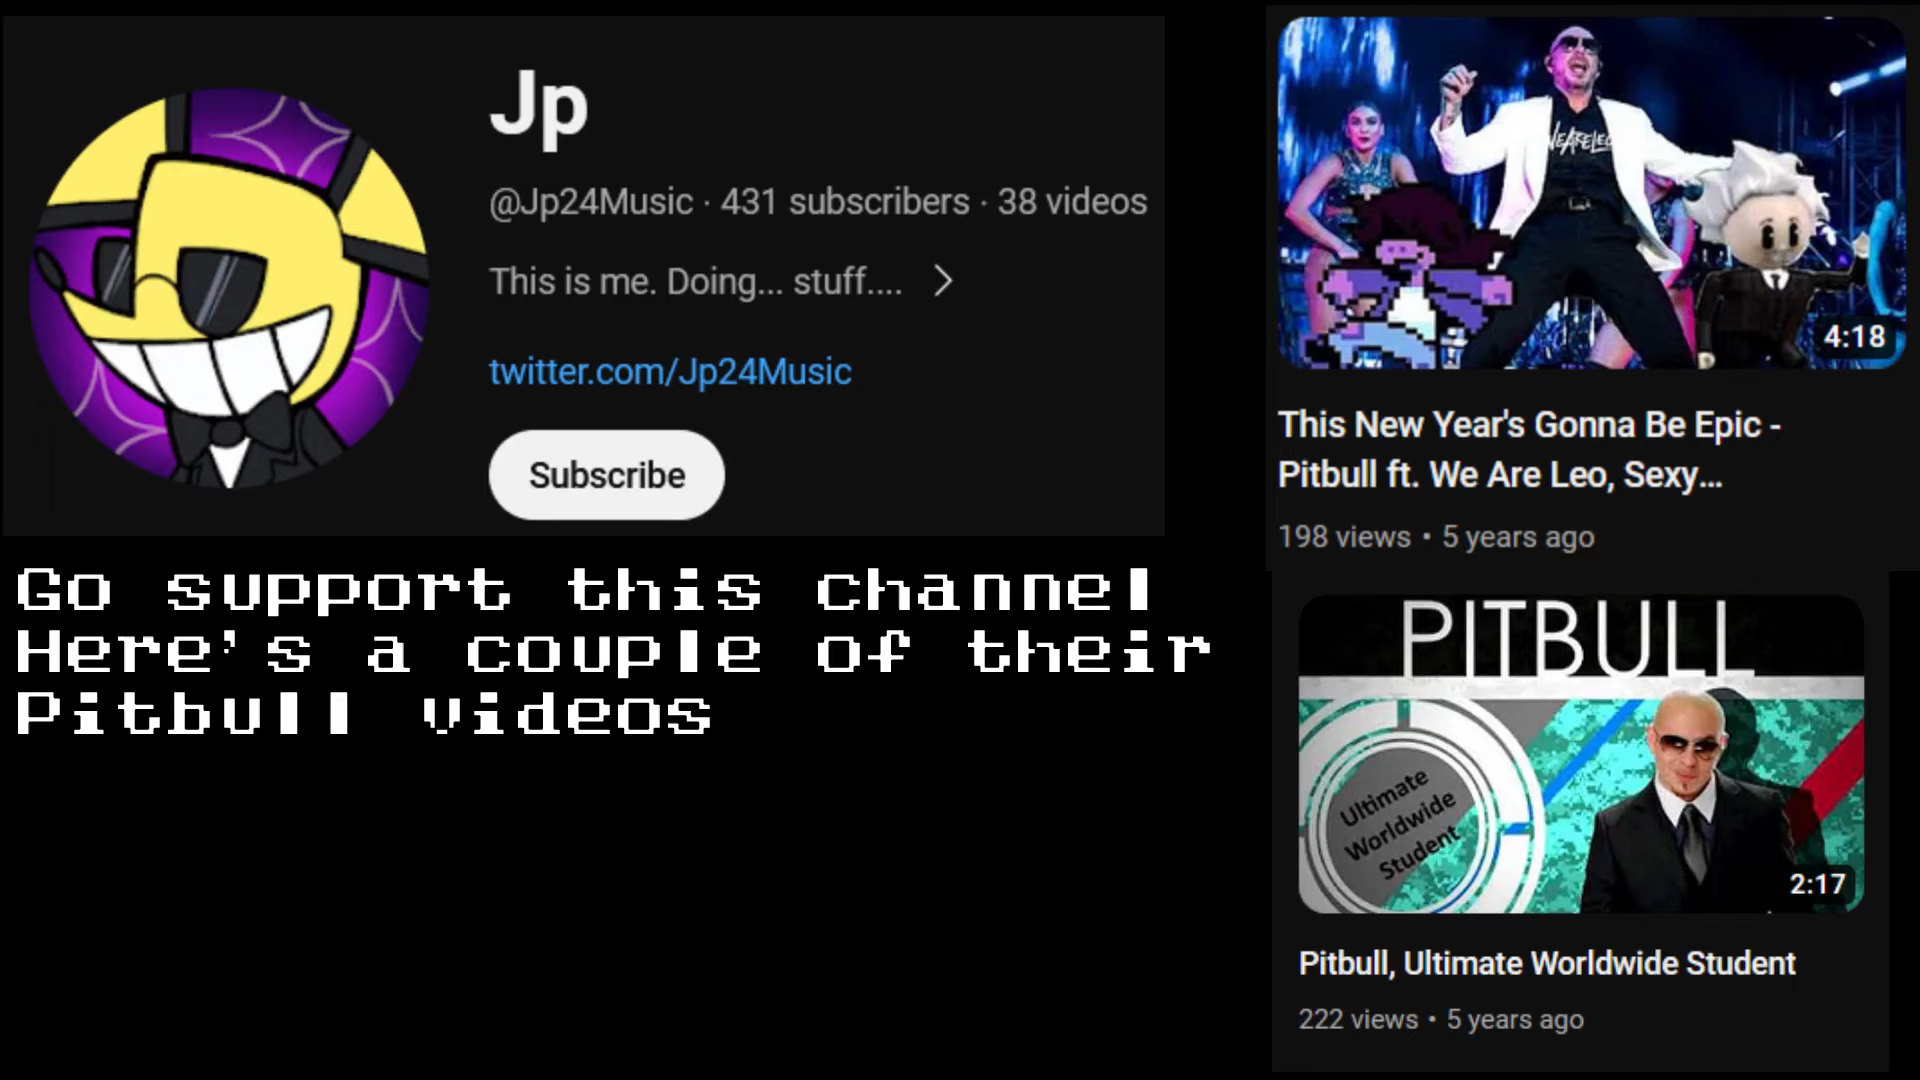 Jp
@Jp24Music · 431 subscribers · 38 videos
This is me. Doing... stuff....
twitter.com/Jp24Music
Subscribe
Go support this channel
Here's a couple of their
Pitbull videos
WEARELEO
4:18
This New Year's Gonna Be Epic -
Pitbull ft. We Are Leo, Sexy...
198 views • 5 years ago
PITBULL
Ultimate
Worldwide
Student
2:17
Pitbull, Ultimate Worldwide Student
222 views • 5 years ago